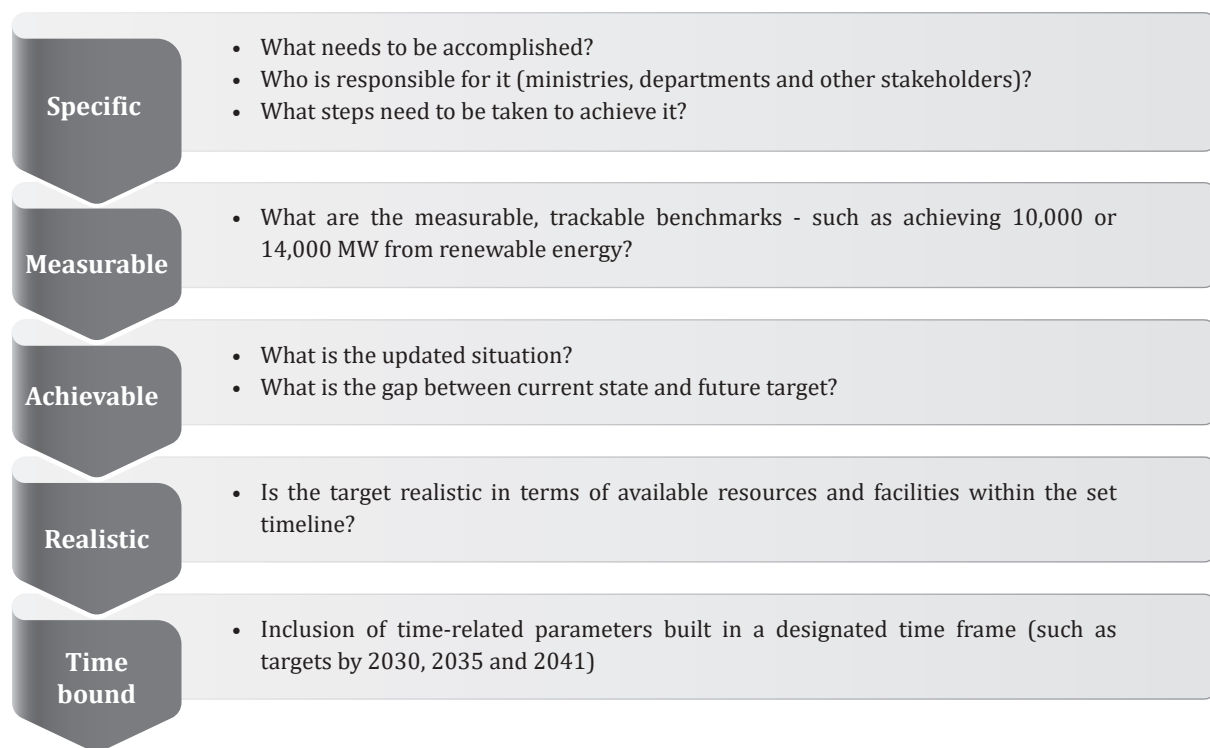 Specific
• What needs to be accomplished?
• Who is responsible for it (ministries, departments and other stakeholders)?
• What steps need to be taken to achieve it?
Measurable
• What are the measurable, trackable benchmarks - such as achieving 10,000 or
14,000 MW from renewable energy?
Achievable
• What is the updated situation?
• What is the gap between current state and future target?
Realistic
• Is the target realistic in terms of available resources and facilities within the set
timeline?
Time
bound
• Inclusion of time-related parameters built in a designated time frame (such as
targets by 2030, 2035 and 2041)